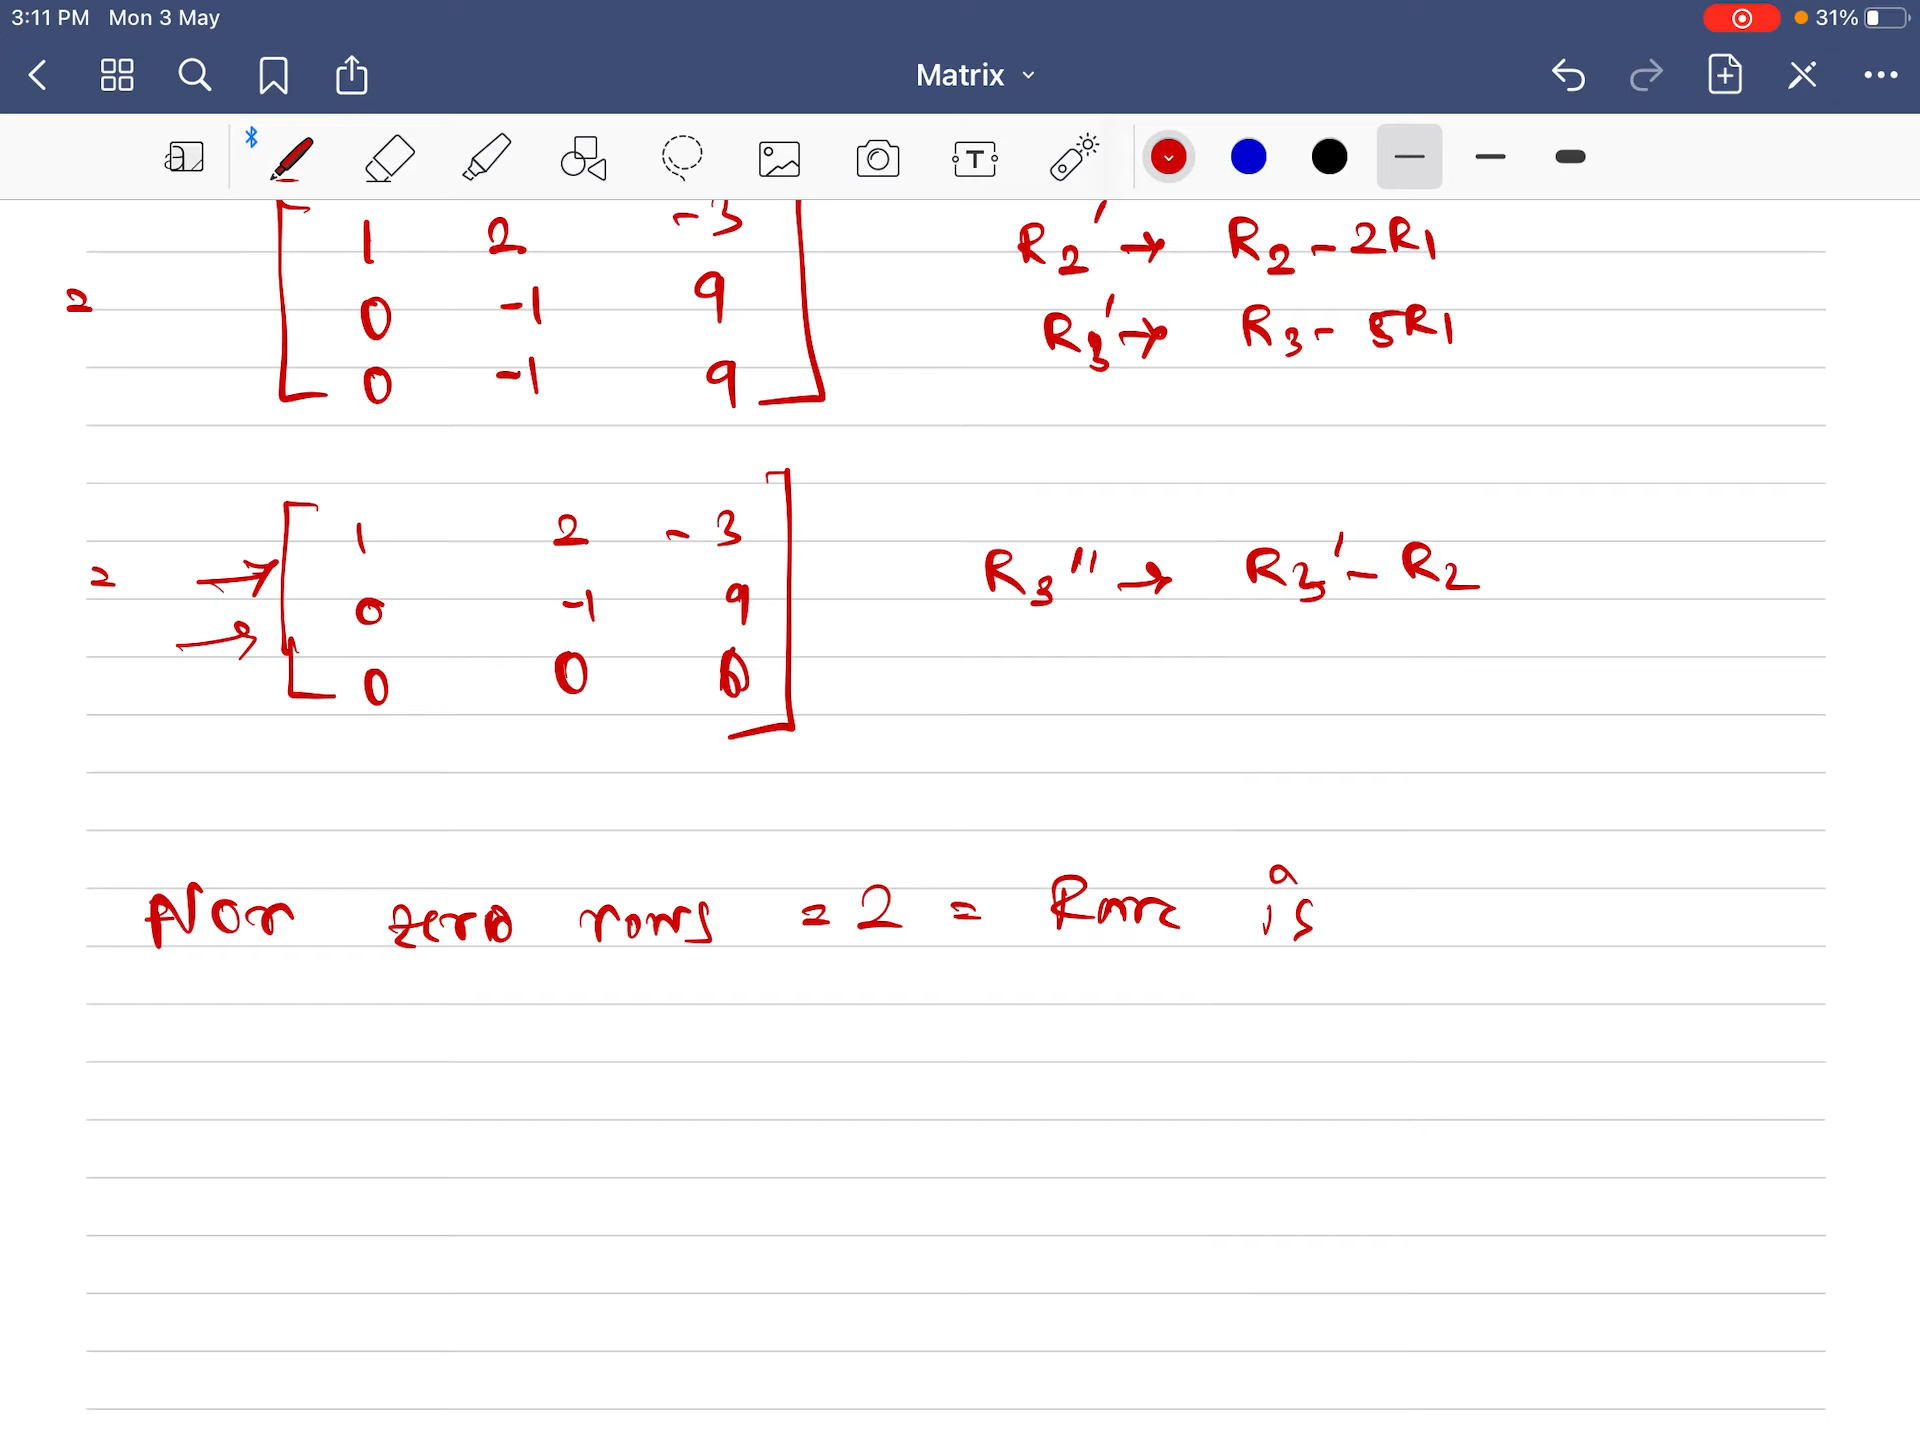 3:11 PM Mon 3 May 31%
Matrix
1 2 -3 R2' → R2 - 2R1
= 0 -1 9 R3' → R3 - 5R1
0 -1 9
1 2 -3
= → 0 -1 9 R3'' → R3' - R2
→ 0 0 0
Non zero rows = 2 = is